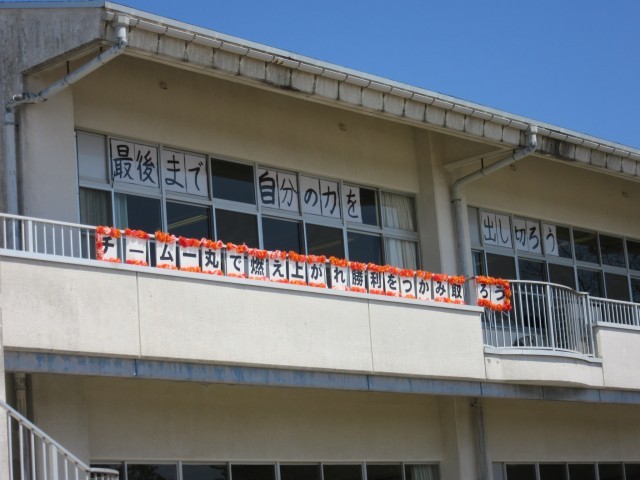 最後まで 自分の力を 出し切ろう
チーム一丸で燃え上がれ勝利をつかみ取ろう